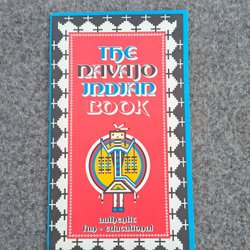 THE
NAVAJO
INDIAN
BOOK
authentic
fun • educational